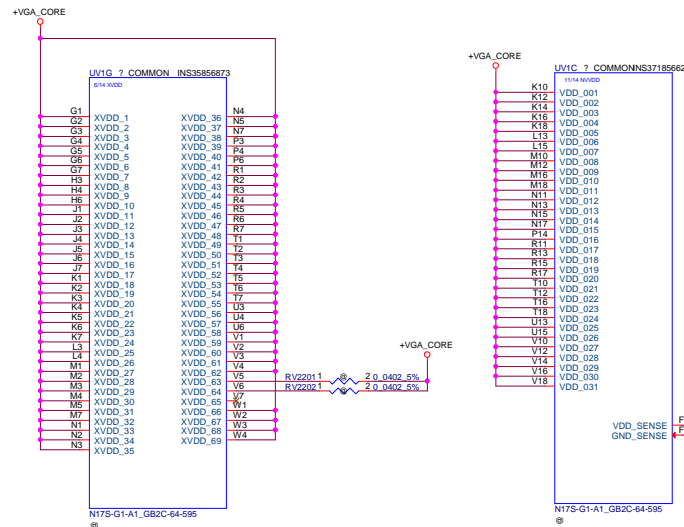 +VGA_CORE
UV1G ? COMMON INS35856873
6/14 XVDD
G1 XVDD_1 XVDD_36 N4
G2 XVDD_2 XVDD_37 N5
G3 XVDD_3 XVDD_38 N7
G4 XVDD_4 XVDD_39 P3
G5 XVDD_5 XVDD_40 P4
G6 XVDD_6 XVDD_41 P6
G7 XVDD_7 XVDD_42 R1
H3 XVDD_8 XVDD_43 R2
H4 XVDD_9 XVDD_44 R3
H6 XVDD_10 XVDD_45 R4
J1 XVDD_11 XVDD_46 R5
J2 XVDD_12 XVDD_47 R6
J3 XVDD_13 XVDD_48 R7
J4 XVDD_14 XVDD_49 T1
J5 XVDD_15 XVDD_50 T2
J6 XVDD_16 XVDD_51 T3
J7 XVDD_17 XVDD_52 T4
K1 XVDD_18 XVDD_53 T5
K2 XVDD_19 XVDD_54 T6
K3 XVDD_20 XVDD_55 T7
K4 XVDD_21 XVDD_56 U3
K5 XVDD_22 XVDD_57 U4
K6 XVDD_23 XVDD_58 U6
K7 XVDD_24 XVDD_59 V1
L3 XVDD_25 XVDD_60 V2
L4 XVDD_26 XVDD_61 V3
M1 XVDD_27 XVDD_62 V4
M2 XVDD_28 XVDD_63 V5
M3 XVDD_29 XVDD_64 V6
M4 XVDD_30 XVDD_65 V7
M5 XVDD_31 XVDD_66 W1
M7 XVDD_32 XVDD_67 W2
N1 XVDD_33 XVDD_68 W3
N2 XVDD_34 XVDD_69 W4
N3 XVDD_35
N17S-G1-A1_GB2C-64-595
@
+VGA_CORE
RV2201 1 @ 2 0_0402_5%
RV2202 1 @ 2 0_0402_5%
+VGA_CORE
UV1C ? COMMON INS37185662
11/14 NVVDD
K10 VDD_001
K12 VDD_002
K14 VDD_003
K16 VDD_004
K18 VDD_005
L13 VDD_006
L15 VDD_007
M10 VDD_008
M12 VDD_009
M16 VDD_010
M18 VDD_011
N11 VDD_012
N13 VDD_013
N15 VDD_014
N17 VDD_015
P14 VDD_016
R11 VDD_017
R13 VDD_018
R15 VDD_019
R17 VDD_020
T10 VDD_021
T12 VDD_022
T16 VDD_023
T18 VDD_024
U13 VDD_025
U15 VDD_026
V10 VDD_027
V12 VDD_028
V14 VDD_029
V16 VDD_030
V18 VDD_031
VDD_SENSE F
GND_SENSE F
N17S-G1-A1_GB2C-64-595
@